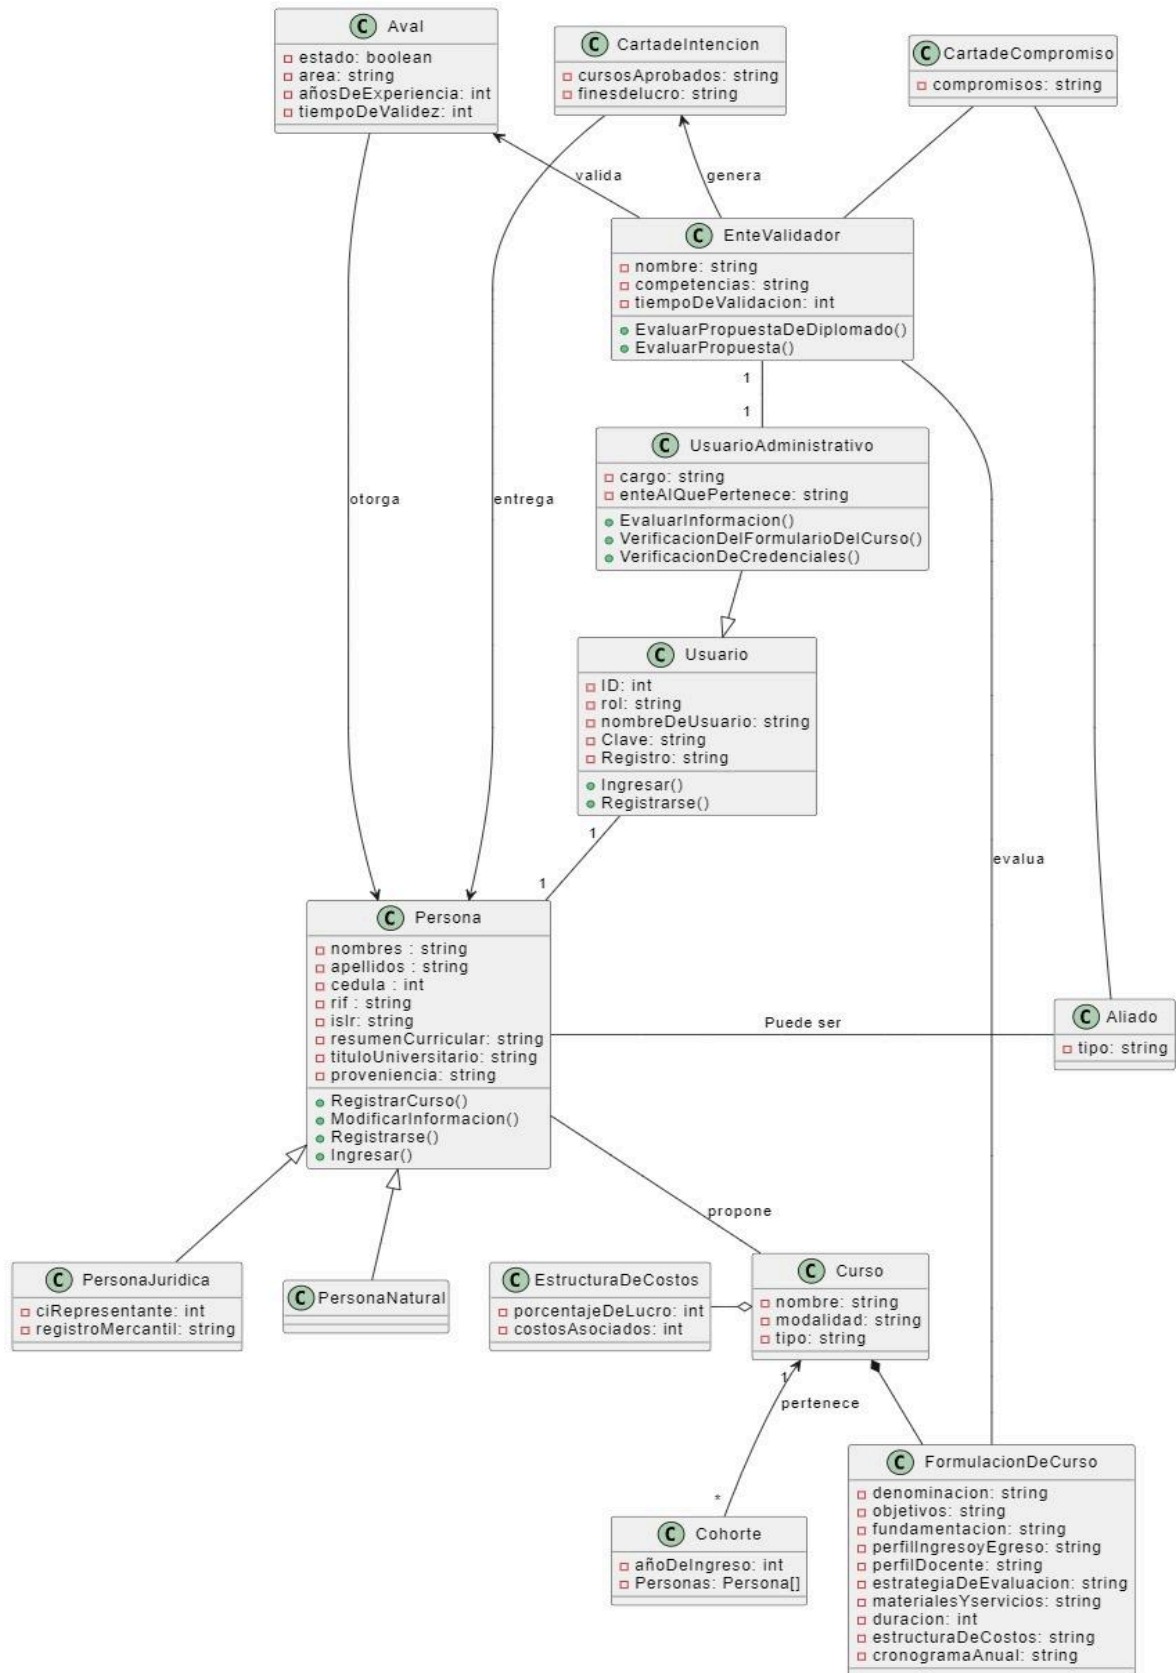 C Aval
estado: boolean
area: string
añosDeExperiencia: int
tiempoDeValidez: int
C CartadeIntencion
cursosAprobados: string
finesdelucro: string
C CartadeCompromiso
compromisos: string
valida
genera
C EnteValidador
nombre: string
competencias: string
tiempoDeValidacion: int
EvaluarPropuestaDeDiplomado()
EvaluarPropuesta()
1
1
C UsuarioAdministrativo
cargo: string
enteAlQuePertenece: string
EvaluarInformacion()
VerificacionDelFormularioDelCurso()
VerificacionDeCredenciales()
otorga
entrega
C Usuario
ID: int
rol: string
nombreDeUsuario: string
Clave: string
Registro: string
Ingresar()
Registrarse()
1
1
evalua
C Persona
nombres : string
apellidos : string
cedula : int
rif : string
islr: string
resumenCurricular: string
tituloUniversitario: string
proveniencia: string
RegistrarCurso()
ModificarInformacion()
Registrarse()
Ingresar()
Puede ser
C Aliado
tipo: string
propone
C PersonaJuridica
ciRepresentante: int
registroMercantil: string
C PersonaNatural
C EstructuraDeCostos
porcentajeDeLucro: int
costosAsociados: int
C Curso
nombre: string
modalidad: string
tipo: string
1
pertenece
*
C Cohorte
añoDeIngreso: int
Personas: Persona[]
C FormulacionDeCurso
denominacion: string
objetivos: string
fundamentacion: string
perfilIngresoyEgreso: string
perfilDocente: string
estrategiaDeEvaluacion: string
materialesYservicios: string
duracion: int
estructuraDeCostos: string
cronogramaAnual: string